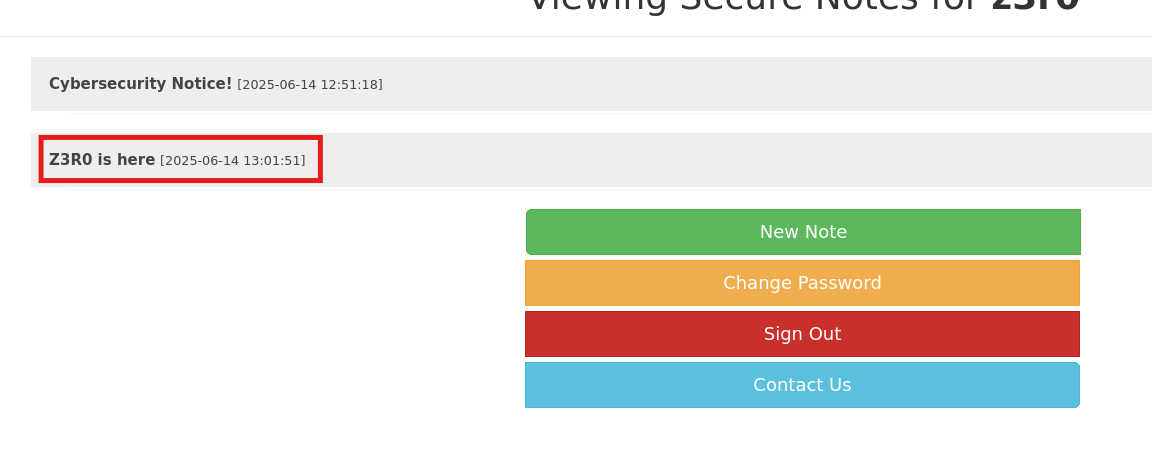 Viewing Secure Notes for z3r0
Cybersecurity Notice! [2025-06-14 12:51:18]
Z3R0 is here [2025-06-14 13:01:51]
New Note
Change Password
Sign Out
Contact Us